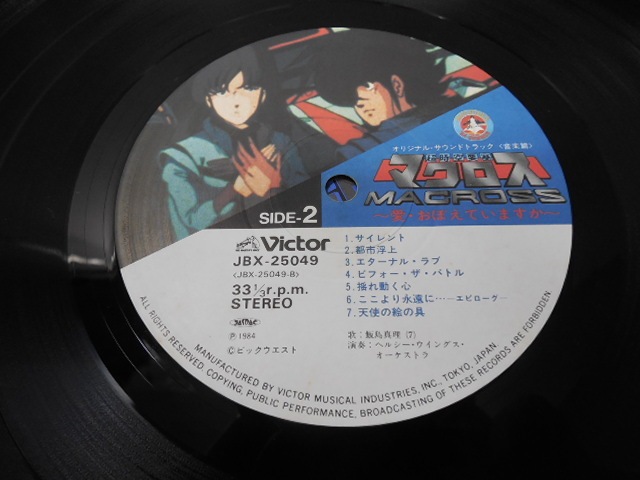 オリジナル・サウンドトラック〈音楽篇〉
超時空要塞
マクロス
MACROSS
〜愛・おぼえていますか〜
SIDE-2
Victor
JBX-25049
〈JBX-25049-B〉
33 1/3 r.p.m.
STEREO
Ⓟ 1984
©ビックウエスト
1. サイレント
2. 都市浮上
3. エターナル・ラブ
4. ビフォー・ザ・バトル
5. 揺れ動く心
6. ここより永遠に……エピローグ…
7. 天使の絵の具
歌：飯島真理(7)
演奏：ヘルシー・ウイングス・
オーケストラ
MANUFACTURED BY VICTOR MUSICAL INDUSTRIES, INC., TOKYO, JAPAN.
ALL RIGHTS RESERVED. COPYING, PUBLIC PERFORMANCE, BROADCASTING OF THESE RECORDS ARE FORBIDDEN.